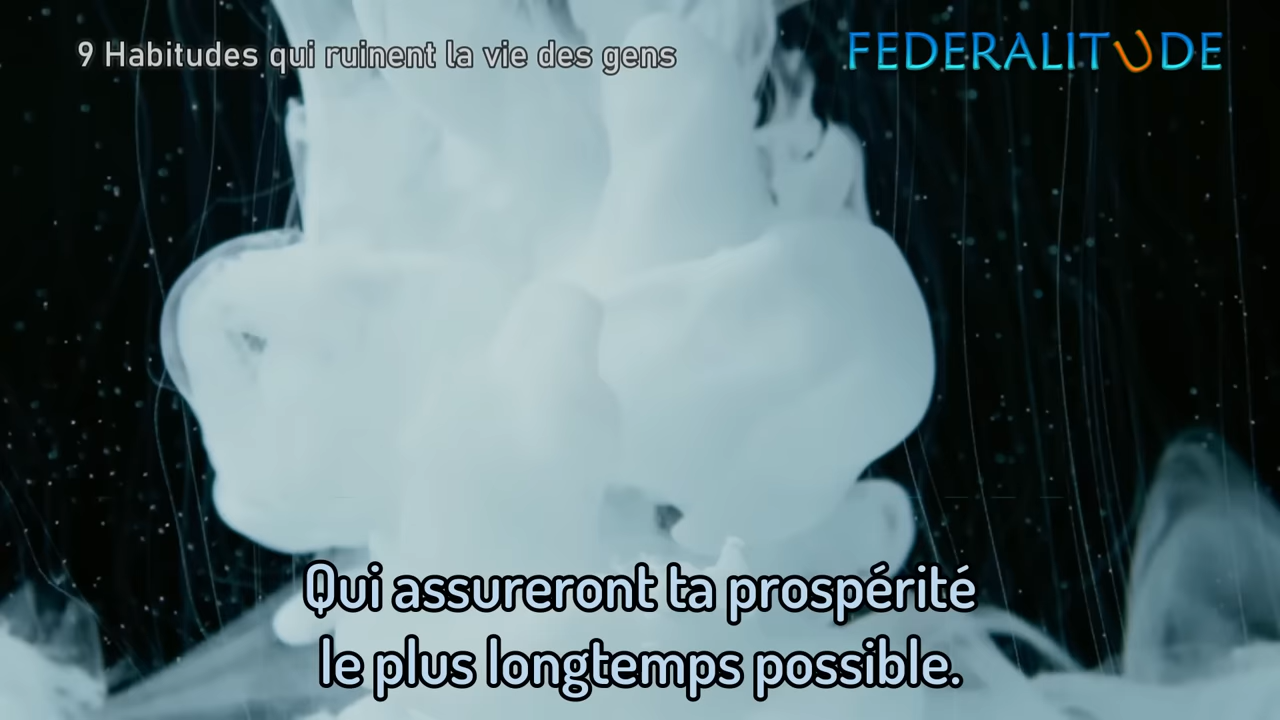 9 Habitudes qui ruinent la vie des gens
FEDERALITUDE
Qui assureront ta prospérité
le plus longtemps possible.